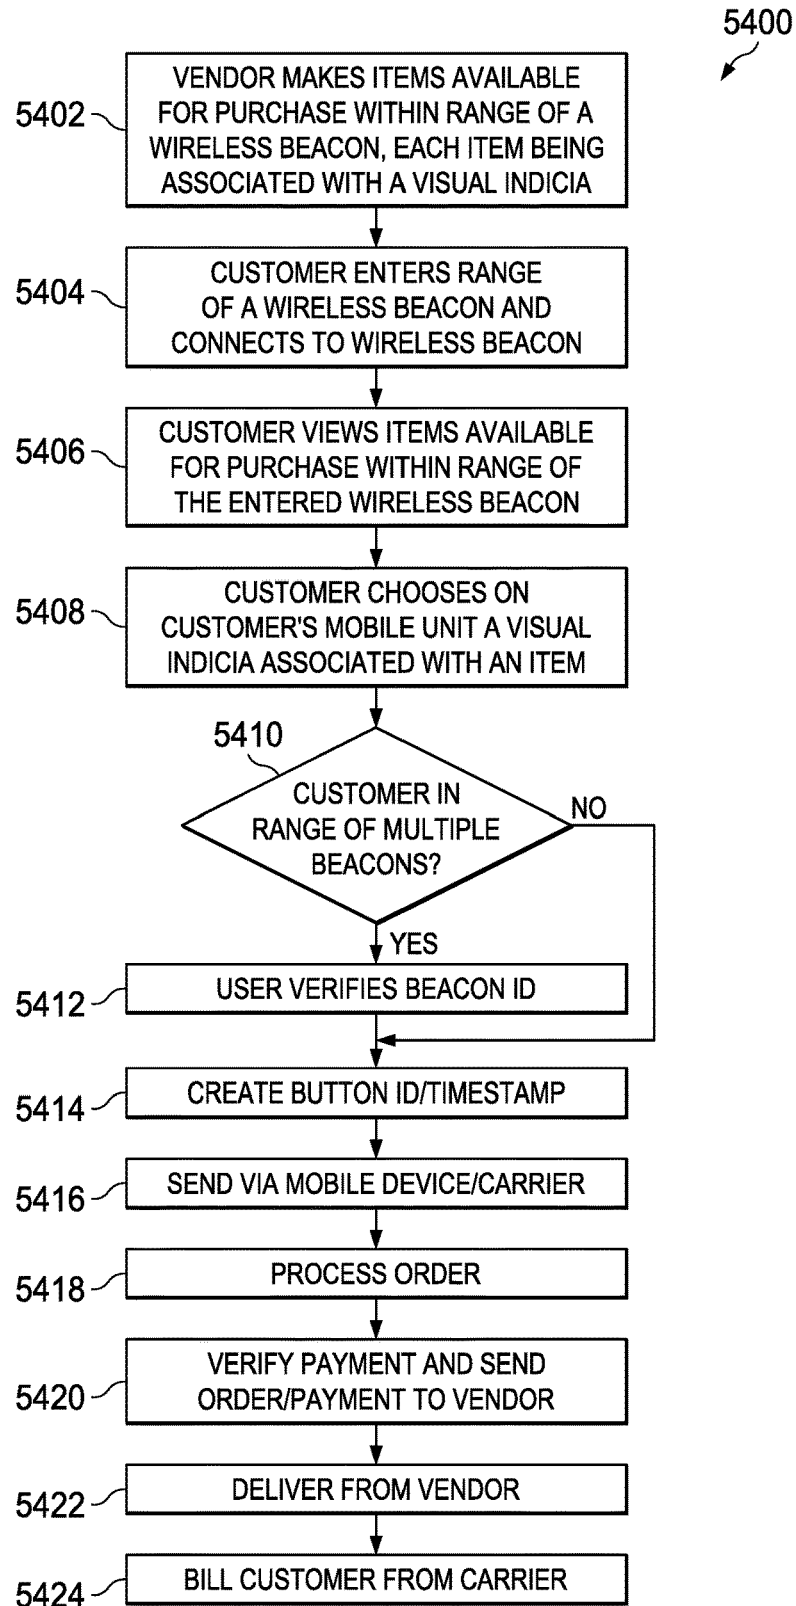 5400
5402
VENDOR MAKES ITEMS AVAILABLE
FOR PURCHASE WITHIN RANGE OF A
WIRELESS BEACON, EACH ITEM BEING
ASSOCIATED WITH A VISUAL INDICIA
5404
CUSTOMER ENTERS RANGE
OF A WIRELESS BEACON AND
CONNECTS TO WIRELESS BEACON
5406
CUSTOMER VIEWS ITEMS AVAILABLE
FOR PURCHASE WITHIN RANGE OF
THE ENTERED WIRELESS BEACON
5408
CUSTOMER CHOOSES ON
CUSTOMER'S MOBILE UNIT A VISUAL
INDICIA ASSOCIATED WITH AN ITEM
5410
CUSTOMER IN
RANGE OF MULTIPLE
BEACONS?
NO
YES
5412
USER VERIFIES BEACON ID
5414
CREATE BUTTON ID/TIMESTAMP
5416
SEND VIA MOBILE DEVICE/CARRIER
5418
PROCESS ORDER
5420
VERIFY PAYMENT AND SEND
ORDER/PAYMENT TO VENDOR
5422
DELIVER FROM VENDOR
5424
BILL CUSTOMER FROM CARRIER